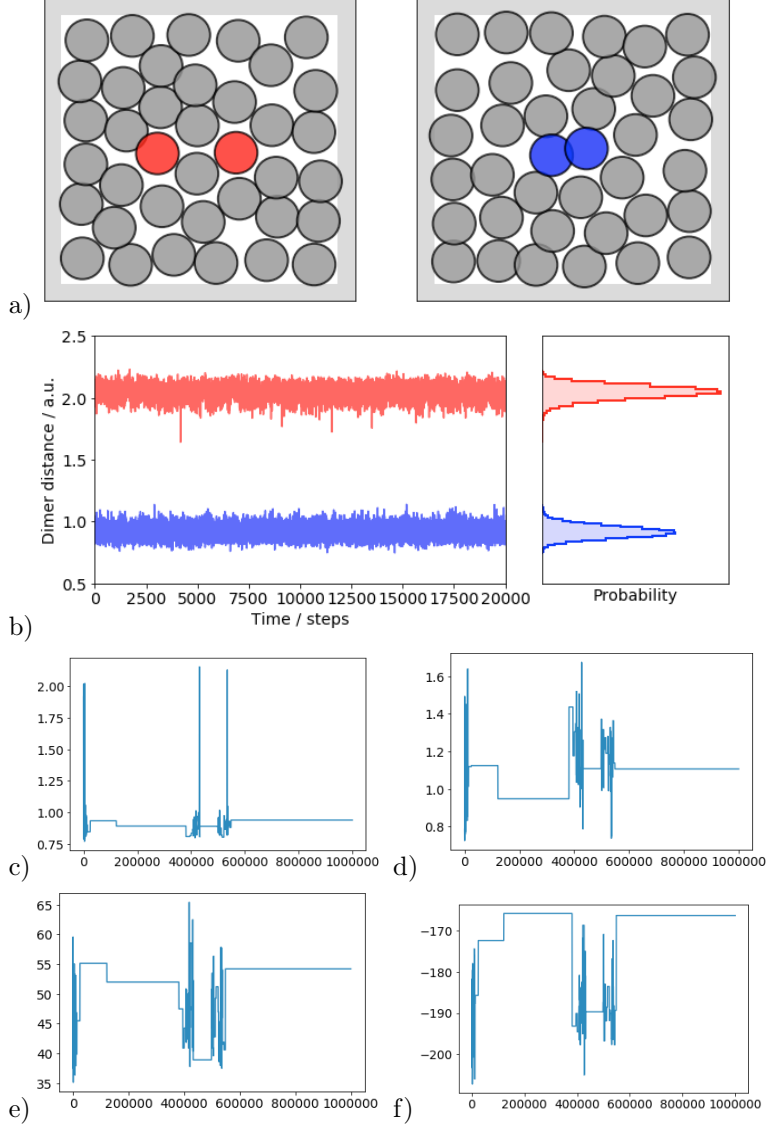 a)
2.5
2.0
1.5
1.0
0.5
Dimer distance / a.u.
0 2500 5000 7500 10000 12500 15000 17500 20000
Time / steps
Probability
b)
2.00
1.75
1.50
1.25
1.00
0.75
0 200000 400000 600000 800000 1000000
c)
1.6
1.4
1.2
1.0
0.8
0 200000 400000 600000 800000 1000000
d)
65
60
55
50
45
40
35
0 200000 400000 600000 800000 1000000
e)
−170
−180
−190
−200
0 200000 400000 600000 800000 1000000
f)